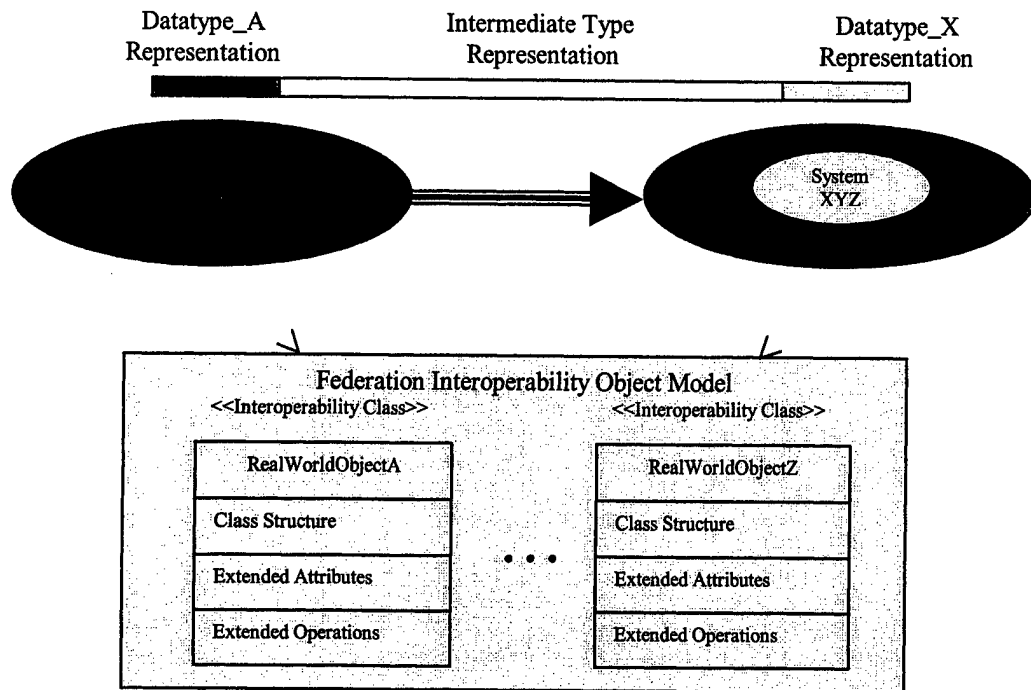 Datatype_A
Representation
Intermediate Type
Representation
Datatype_X
Representation
System
XYZ
Federation Interoperability Object Model
<<Interoperability Class>>
RealWorldObjectA
Class Structure
Extended Attributes
Extended Operations
• • •
<<Interoperability Class>>
RealWorldObjectZ
Class Structure
Extended Attributes
Extended Operations